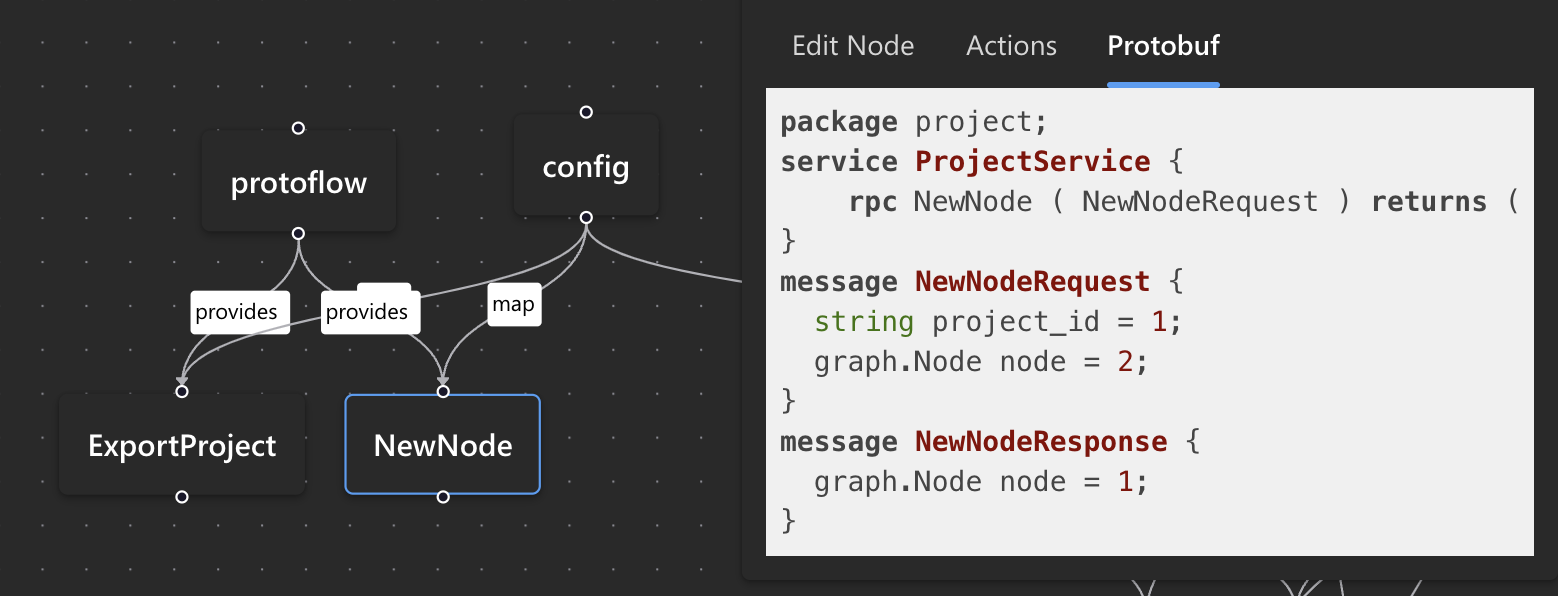 Edit Node Actions Protobuf
protoflow
config
provides
provides
map
ExportProject
NewNode
package project;
service ProjectService {
    rpc NewNode ( NewNodeRequest ) returns (
}
message NewNodeRequest {
  string project_id = 1;
  graph.Node node = 2;
}
message NewNodeResponse {
  graph.Node node = 1;
}